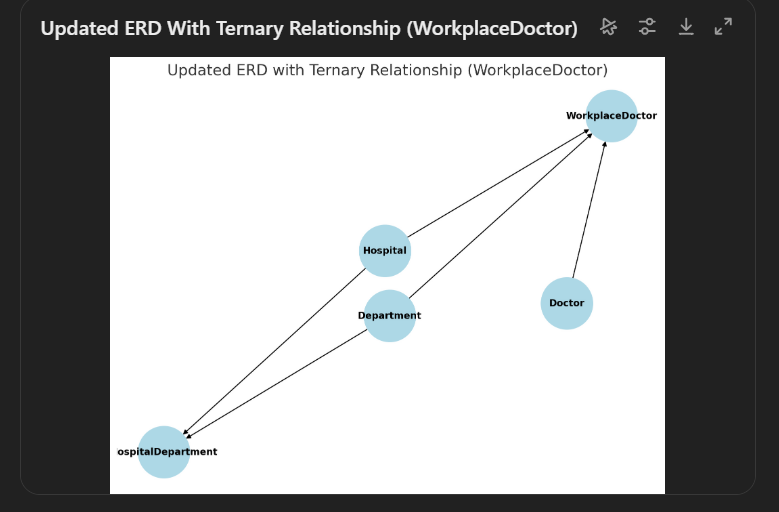 Updated ERD With Ternary Relationship (WorkplaceDoctor)
Updated ERD with Ternary Relationship (WorkplaceDoctor)
WorkplaceDoctor
Hospital
Doctor
Department
ospitalDepartment